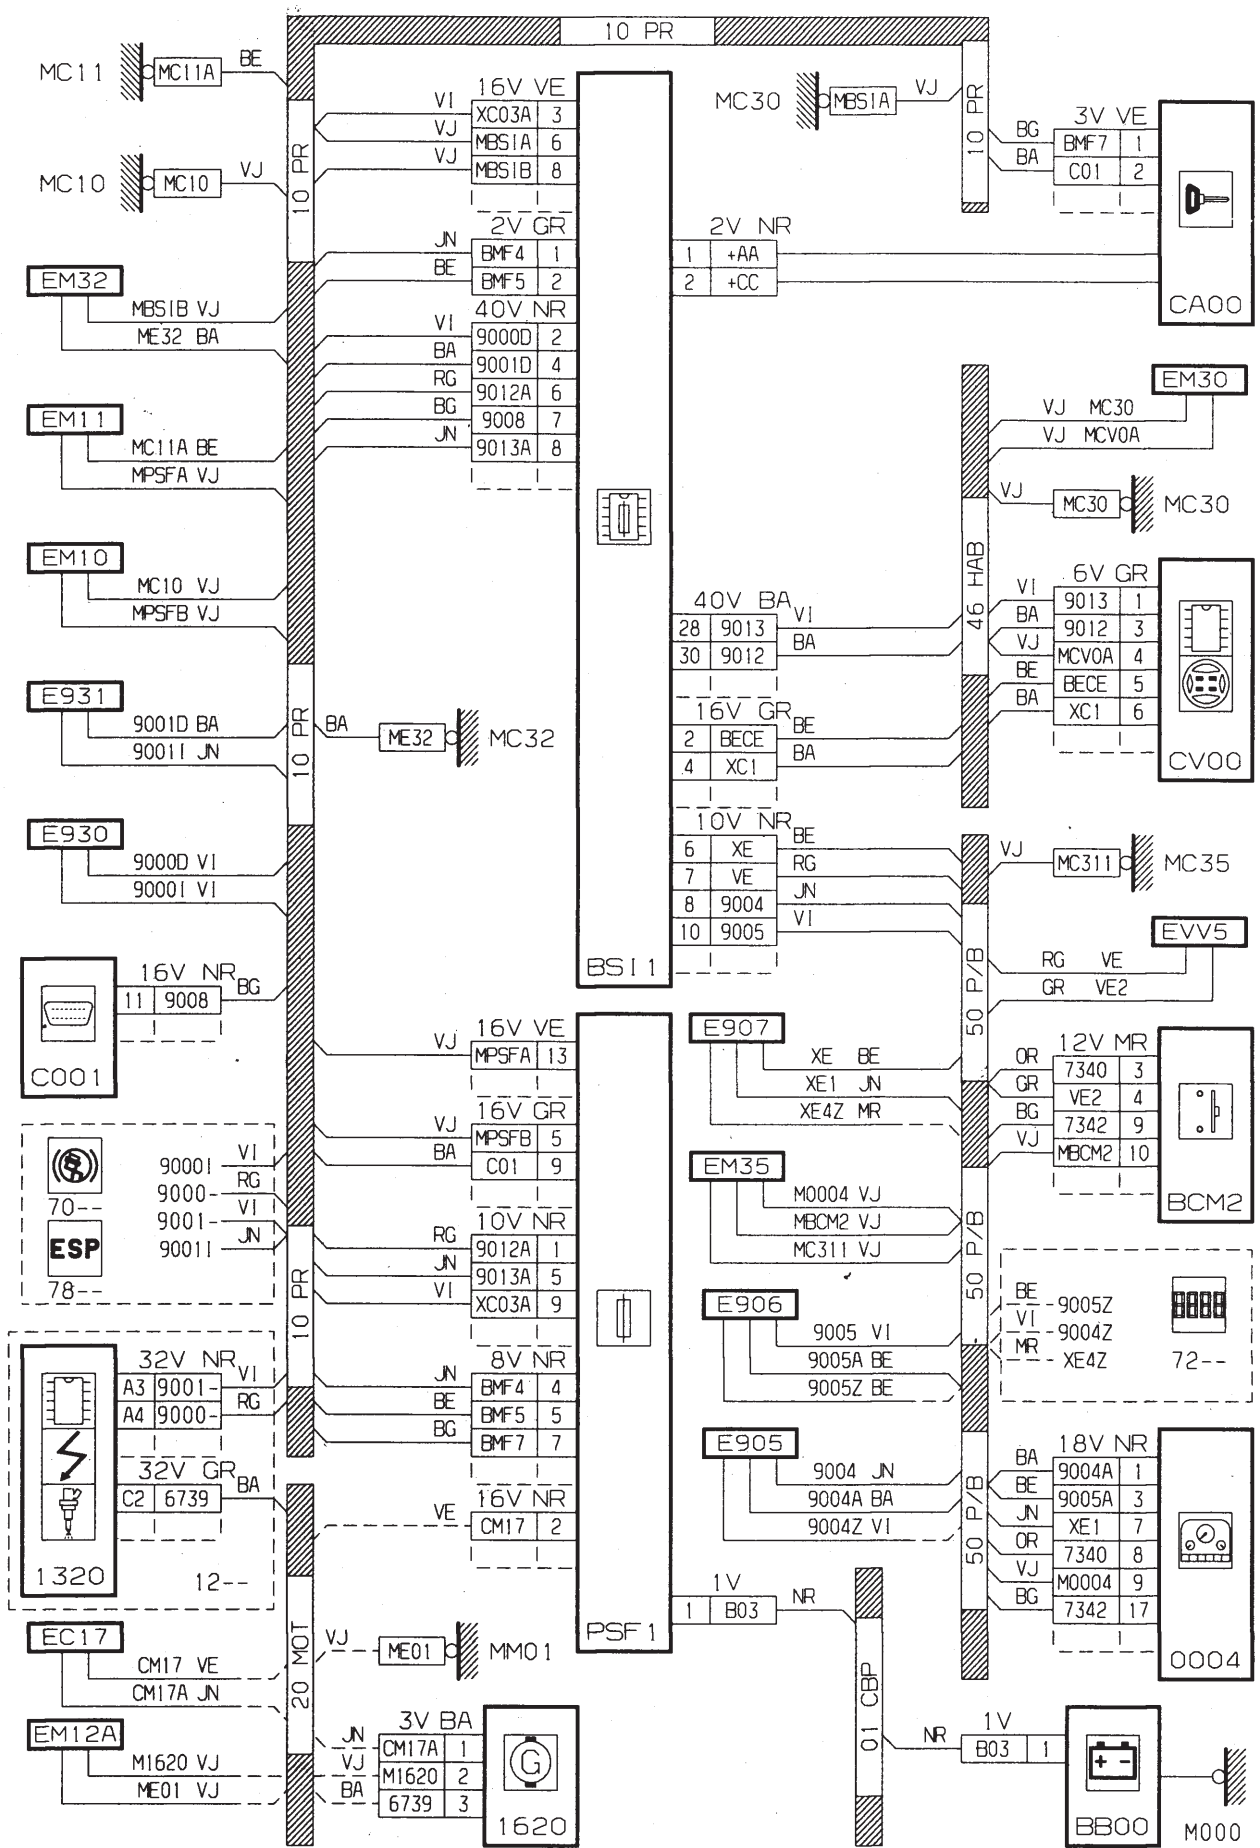 10 PR
MC11
MC11A
BE
MC10
MC10
VJ
10 PR
EM32
MBSIB VJ
ME32 BA
EM11
MC11A BE
MPSFA VJ
EM10
MC10 VJ
MPSFB VJ
E931
9001D BA
9001I JN
10 PR
BA
ME32
MC32
E930
9000D VI
9000I VI
16V NR
11 9008
BG
C001
9000I VI
9000- RG
9001- VI
9001I JN
70--
ESP
78--
10 PR
32V NR
A3 9001- VI
A4 9000- RG
32V GR
C2 6739 BA
1320
12--
EC17
CM17 VE
CM17A JN
EM12A
M1620 VJ
ME01 VJ
20 MOT
VJ
ME01
MM01
3V BA
JN CM17A 1
VJ M1620 2
BA 6739 3
G
1620
16V VE
VI XC03A 3
VJ MBSIA 6
VJ MBSIB 8
2V GR
JN BMF4 1
BE BMF5 2
40V NR
VI 9000D 2
BA 9001D 4
RG 9012A 6
BG 9008 7
JN 9013A 8
BSI1
2V NR
1 +AA
2 +CC
40V BA
28 9013 VI
30 9012 BA
16V GR
2 BECE BE
4 XC1 BA
10V NR
6 XE BE
7 VE RG
8 9004 JN
10 9005 VI
16V VE
VJ MPSFA 13
16V GR
VJ MPSFB 5
BA C01 9
10V NR
RG 9012A 1
JN 9013A 5
VI XC03A 9
8V NR
JN BMF4 4
BE BMF5 5
BG BMF7 7
16V NR
VE CM17 2
PSF1
1V
1 B03
NR
MC30
MBSIA
VJ
10 PR
3V VE
BG BMF7 1
BA C01 2
CA00
EM30
VJ MC30
VJ MCV0A
VJ
MC30
MC30
46 HAB
6V GR
VI 9013 1
BA 9012 3
VJ MCV0A 4
BE BECE 5
BA XC1 6
CV00
VJ
MC311
MC35
EVV5
RG VE
GR VE2
50 P/B
E907
XE BE
XE1 JN
XE4Z MR
12V MR
OR 7340 3
GR VE2 4
BG 7342 9
VJ MBCM2 10
BCM2
EM35
M0004 VJ
MBCM2 VJ
MC311 VJ
50 P/B
BE 9005Z
VI 9004Z
MR XE4Z
72--
E906
9005 VI
9005A BE
9005Z BE
E905
9004 JN
9004A BA
9004Z VI
50 P/B
18V NR
BA 9004A 1
BE 9005A 3
JN XE1 7
OR 7340 8
VJ M0004 9
BG 7342 17
0004
01 CBP
NR
1V
B03 1
+ -
BB00
M000